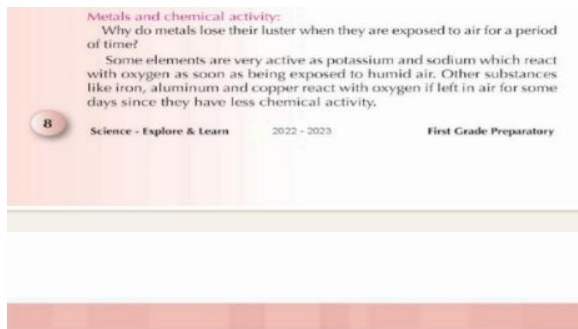 Metals and chemical activity:
Why do metals lose their luster when they are exposed to air for a period
of time?
Some elements are very active as potassium and sodium which react
with oxygen as soon as being exposed to humid air. Other substances
like iron, aluminum and copper react with oxygen if left in air for some
days since they have less chemical activity.
8
Science - Explore & Learn 2022 - 2023 First Grade Preparatory